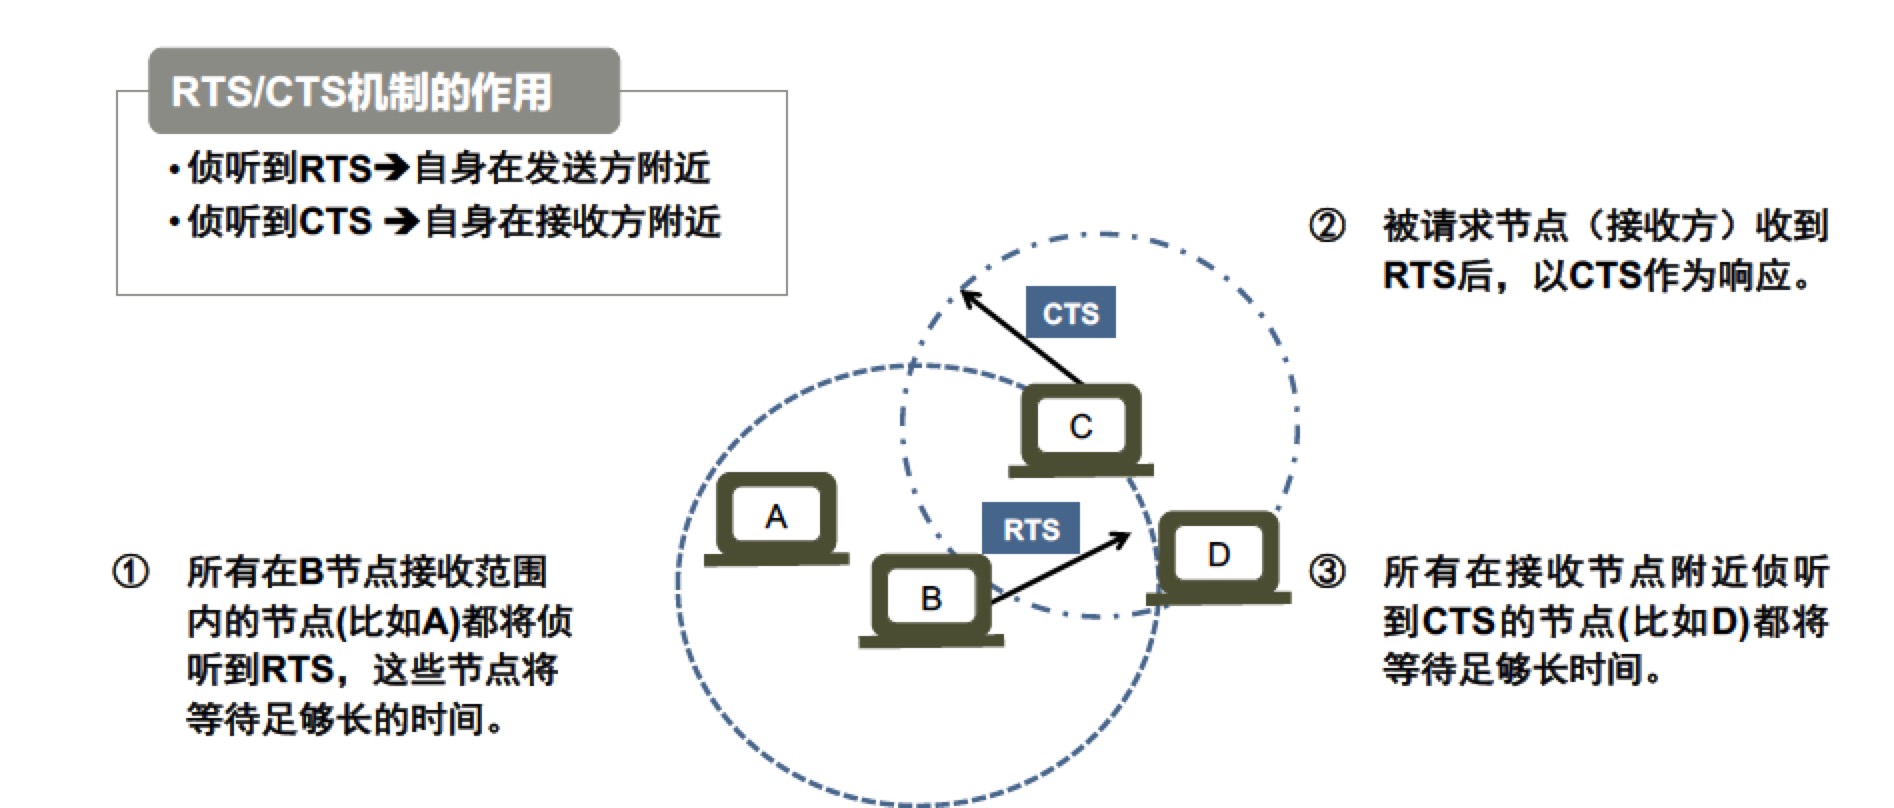 RTS/CTS机制的作用
•侦听到RTS➔自身在发送方附近
•侦听到CTS ➔自身在接收方附近
② 被请求节点（接收方）收到
RTS后，以CTS作为响应。
CTS
C
A
RTS
D
B
① 所有在B节点接收范围
内的节点(比如A)都将侦
听到RTS，这些节点将
等待足够长的时间。
③ 所有在接收节点附近侦听
到CTS的节点(比如D)都将
等待足够长时间。